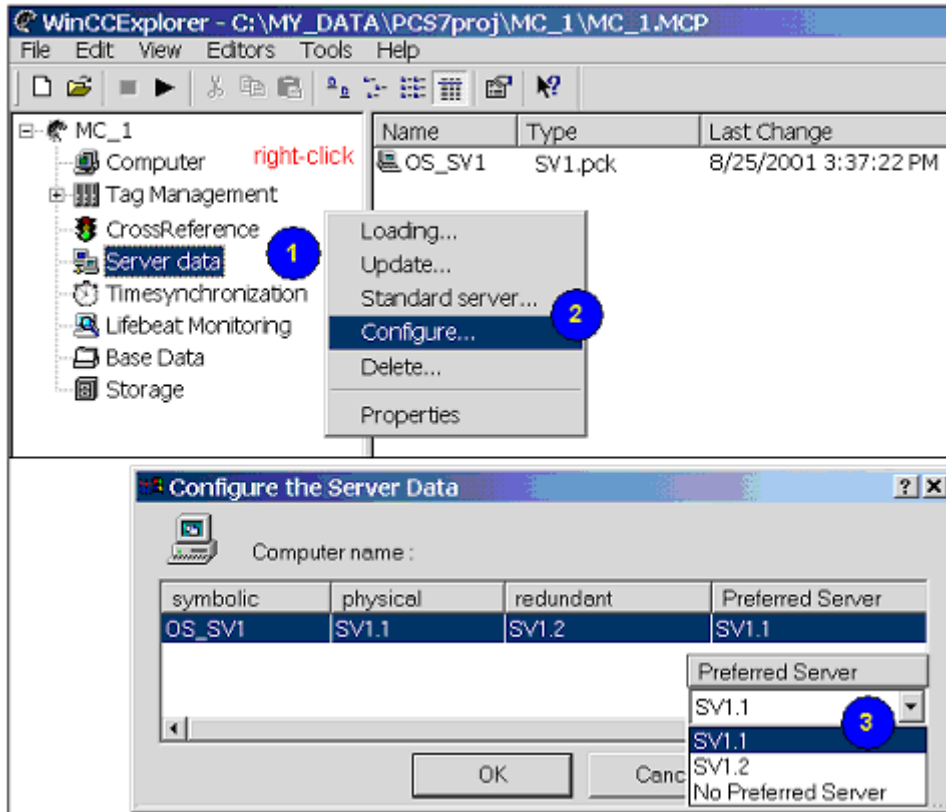 WinCCExplorer - C:\MY_DATA\PCS7proj\MC_1\MC_1.MCP
File Edit View Editors Tools Help
MC_1
Name Type Last Change
Computer
right-click
OS_SV1 SV1.pck 8/25/2001 3:37:22 PM
Tag Management
CrossReference
Server data
1
Timesynchronization
Lifebeat Monitoring
Base Data
Storage
Loading...
Update...
Standard server...
2
Configure...
Delete...
Properties
Configure the Server Data
Computer name :
symbolic physical redundant Preferred Server
OS_SV1 SV1.1 SV1.2 SV1.1
Preferred Server
SV1.1
3
SV1.1
SV1.2
No Preferred Server
OK Canc